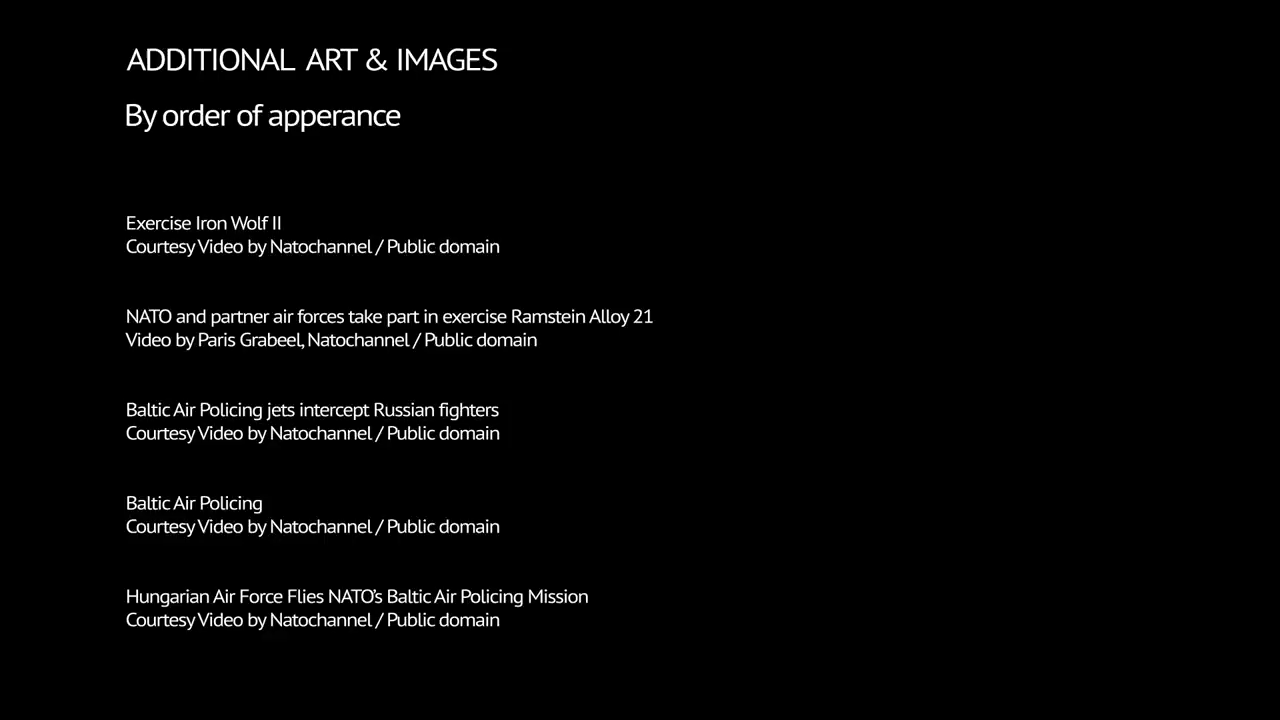 ADDITIONAL ART & IMAGES
By order of apperance
Exercise Iron Wolf II
Courtesy Video by Natochannel / Public domain
NATO and partner air forces take part in exercise Ramstein Alloy 21
Video by Paris Grabeel, Natochannel / Public domain
Baltic Air Policing jets intercept Russian fighters
Courtesy Video by Natochannel / Public domain
Baltic Air Policing
Courtesy Video by Natochannel / Public domain
Hungarian Air Force Flies NATO's Baltic Air Policing Mission
Courtesy Video by Natochannel / Public domain